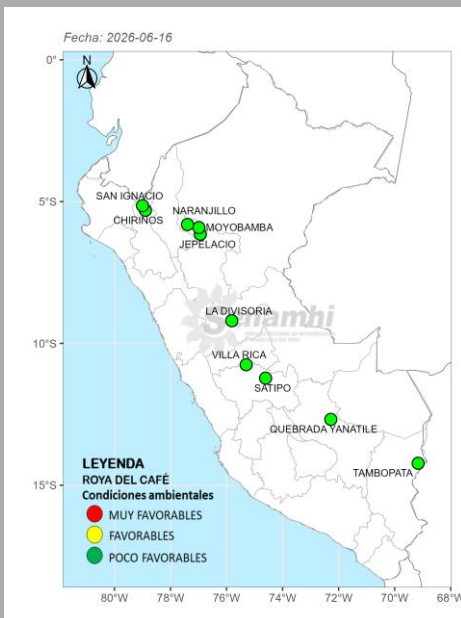 Fecha: 2026-06-16
N
0°
SAN IGNACIO
5°S
NARANJILLO
CHIRINOS
MOYOBAMBA
JEPELACIO
LA DIVISORIA
Senamhi
10°S
VILLA RICA
SATIPO
QUEBRADA YANATILE
TAMBOPATA
LEYENDA
ROYA DEL CAFÉ
Condiciones ambientales
15°S
MUY FAVORABLES
FAVORABLES
POCO FAVORABLES
80°W 78°W 76°W 74°W 72°W 70°W 68°W